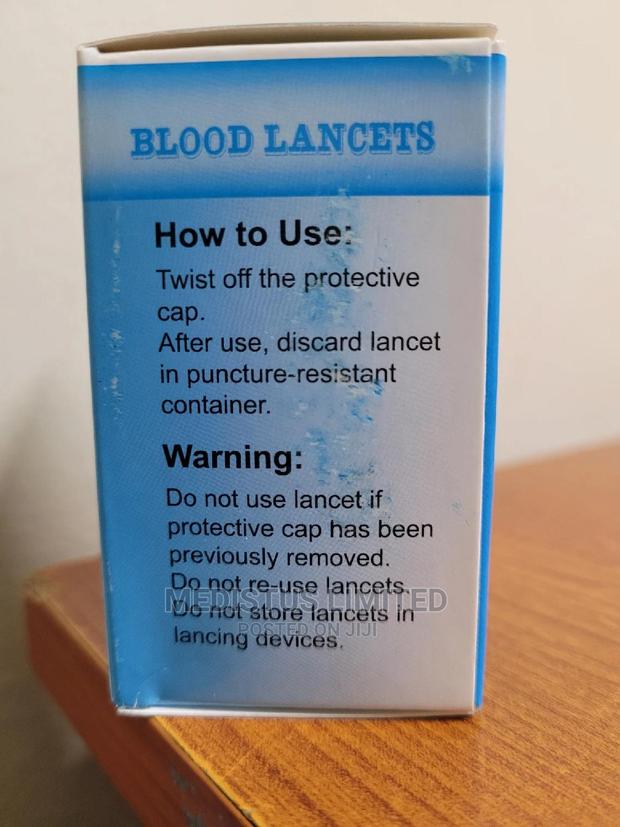 BLOOD LANCETS
How to Use:
Twist off the protective
cap.
After use, discard lancet
in puncture-resistant
container.
Warning:
Do not use lancet if
protective cap has been
previously removed.
Do not re-use lancets.
MEDISTUS LIMITED
Do not store lancets in
POSTED ON JIJI
lancing devices.